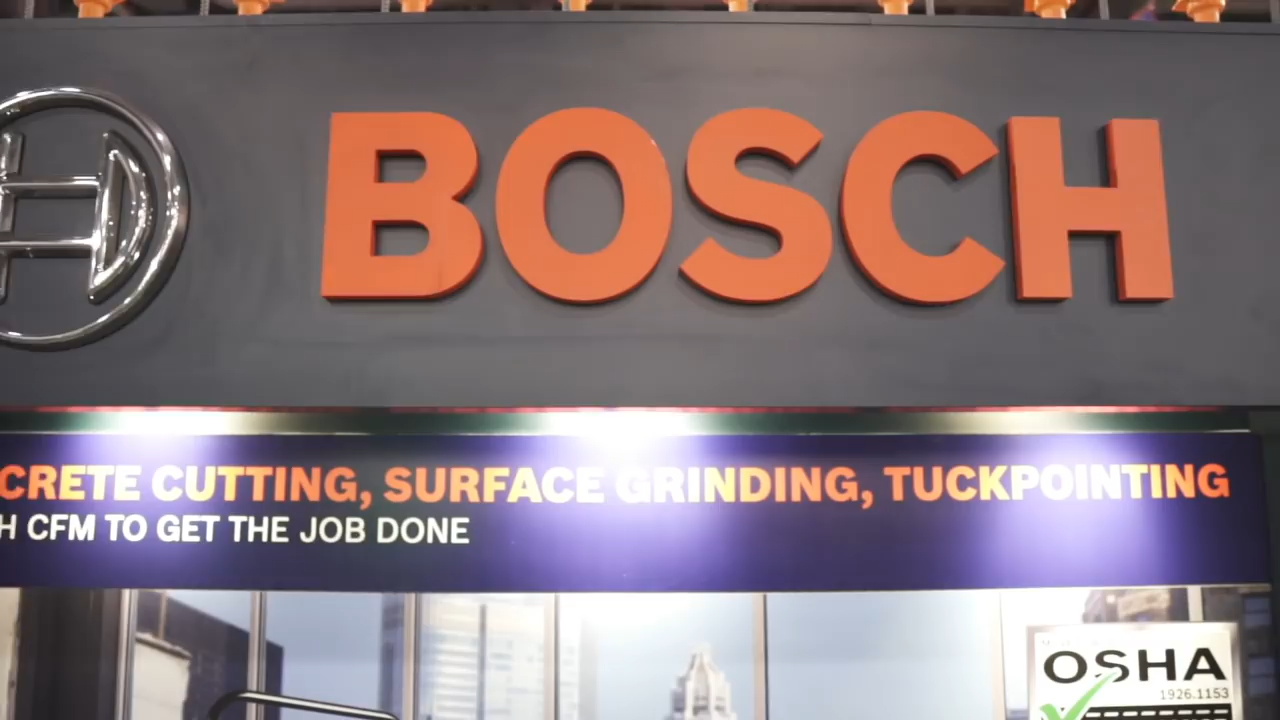 BOSCH
CRETE CUTTING, SURFACE GRINDING, TUCKPOINTING
H CFM TO GET THE JOB DONE
OSHA
1926.1153